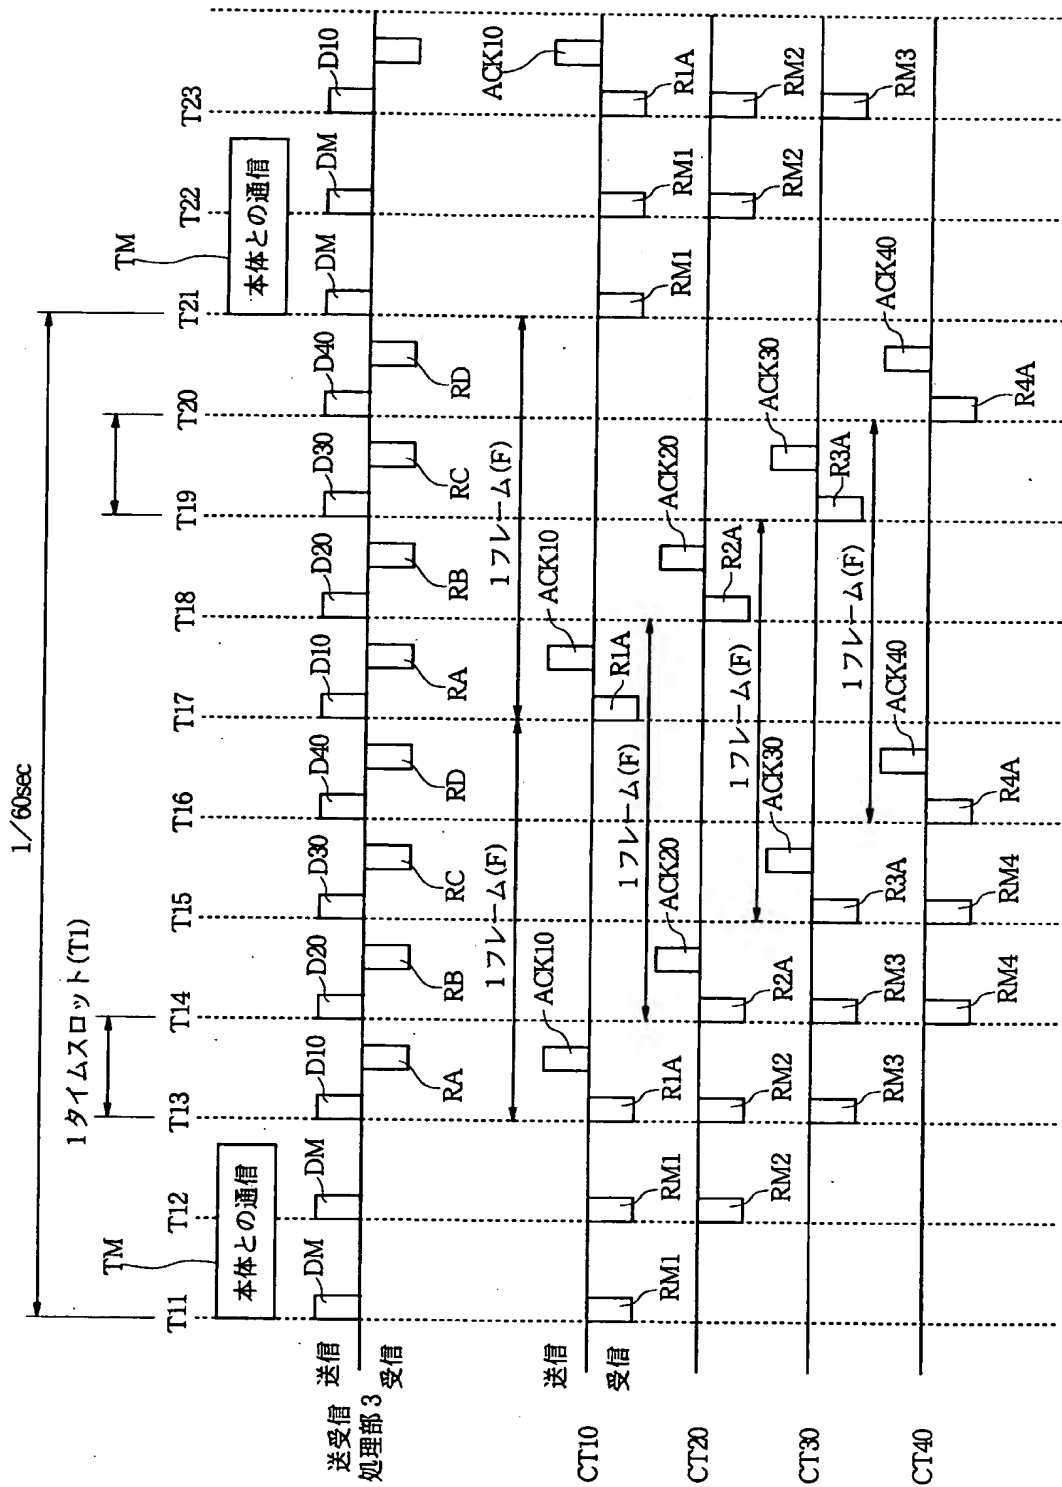 1/60sec
1タイムスロット(T1)
TM
TM
T11
T12
T13
T14
T15
T16
T17
T18
T19
T20
T21
T22
T23
本体との通信
本体との通信
送受信
処理部3
送信
受信
DM
DM
D10
D20
D30
D40
D10
D20
D30
D40
DM
DM
D10
RA
RB
RC
RD
RA
RB
RC
RD
1フレーム(F)
1フレーム(F)
CT10
送信
受信
ACK10
ACK10
ACK10
RM1
RM1
R1A
R1A
RM1
RM1
R1A
1フレーム(F)
CT20
ACK20
ACK20
RM2
RM2
R2A
R2A
RM2
RM2
1フレーム(F)
CT30
ACK30
ACK30
RM3
RM3
R3A
R3A
RM3
1フレーム(F)
CT40
ACK40
ACK40
RM4
RM4
R4A
R4A